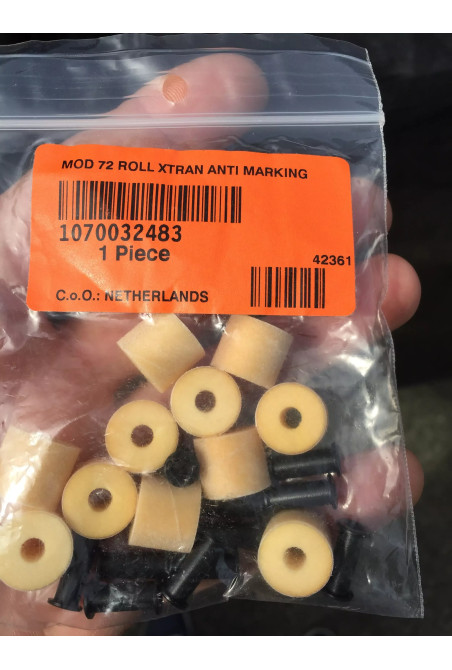 MOD 72 ROLL XTRAN ANTI MARKING
1070032483
1 Piece
42361
C.o.O.: NETHERLANDS